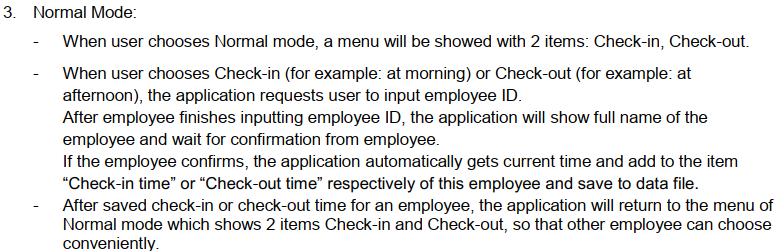 3. Normal Mode:
- When user chooses Normal mode, a menu will be showed with 2 items: Check-in, Check-out.
- When user chooses Check-in (for example: at morning) or Check-out (for example: at
afternoon), the application requests user to input employee ID.
After employee finishes inputting employee ID, the application will show full name of the
employee and wait for confirmation from employee.
If the employee confirms, the application automatically gets current time and add to the item
“Check-in time” or “Check-out time” respectively of this employee and save to data file.
- After saved check-in or check-out time for an employee, the application will return to the menu of
Normal mode which shows 2 items Check-in and Check-out, so that other employee can choose
conveniently.